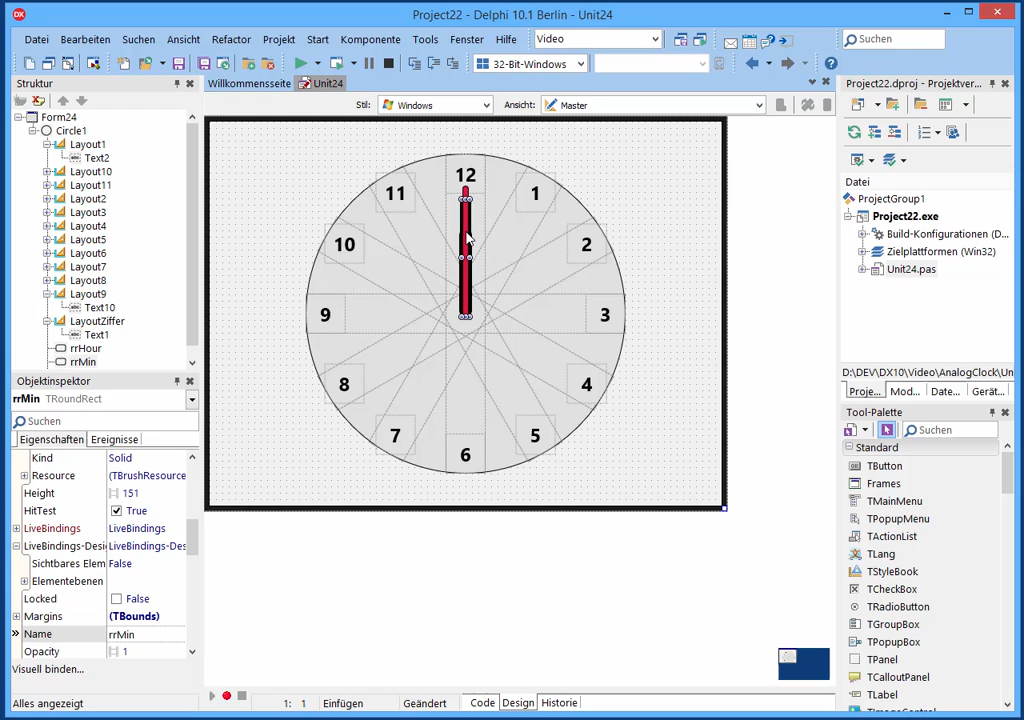 DX
Project22 - Delphi 10.1 Berlin - Unit24
Datei Bearbeiten Suchen Ansicht Refactor Projekt Start Komponente Tools Fenster Hilfe Video Suchen
32-Bit-Windows
Struktur
Willkommensseite Unit24
Stil: Windows Ansicht: Master
Form24
Circle1
Layout1
Text2
Layout10
Layout11
Layout2
Layout3
Layout4
Layout5
Layout6
Layout7
Layout8
Layout9
Text10
LayoutZiffer
Text1
rrHour
rrMin
Objektinspektor
rrMin TRoundRect
Suchen
Eigenschaften Ereignisse
Kind Solid
Resource (TBrushResource
Height 151
HitTest True
LiveBindings LiveBindings
LiveBindings-Desi LiveBindings-Des
Sichtbares Elem False
Elementebenen
Locked False
Margins (TBounds)
Name rrMin
Opacity 1
Visuell binden...
Alles angezeigt
12
1
2
3
4
5
6
7
8
9
10
11
1: 1 Einfügen Geändert Code Design Historie
Project22.dproj - Projektver...
Datei
ProjectGroup1
Project22.exe
Build-Konfigurationen (D...
Zielplattformen (Win32)
Unit24.pas
D:\DEV\DX10\Video\AnalogClock\Un
Proje... Mod... Date... Gerät...
Tool-Palette
Suchen
Standard
TButton
Frames
TMainMenu
TPopupMenu
TActionList
TLang
TStyleBook
TCheckBox
TRadioButton
TGroupBox
TPopupBox
TPanel
TCalloutPanel
TLabel